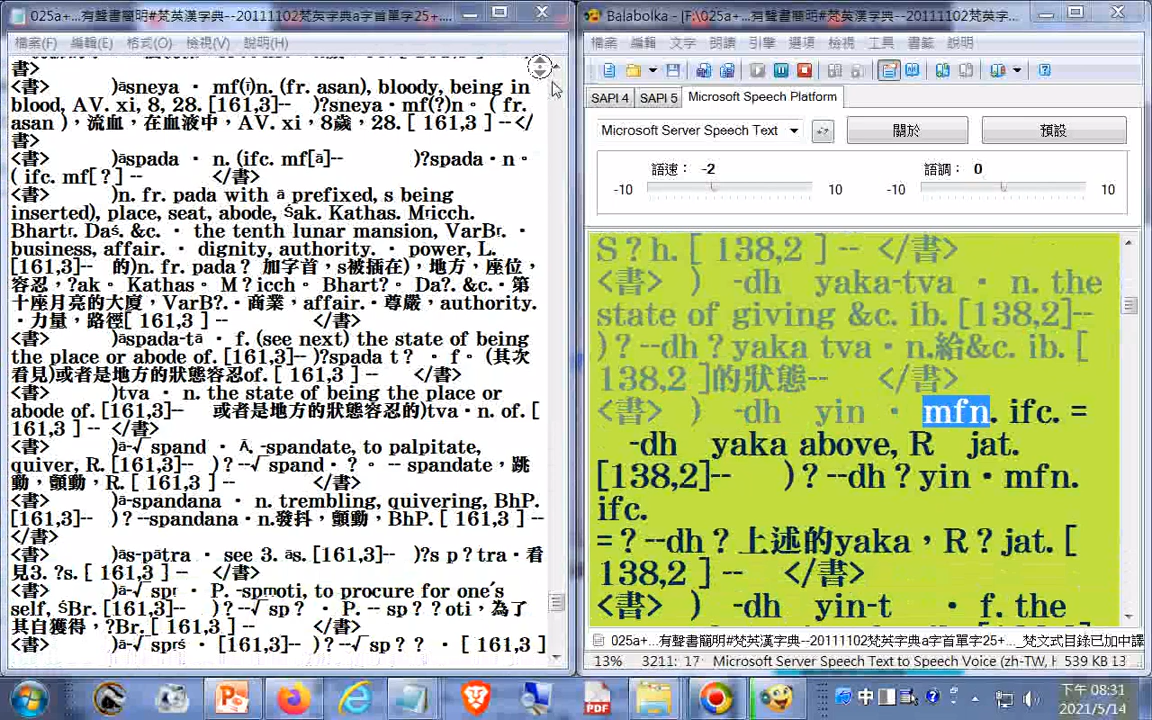 025a+...有聲書簡明#梵英漢字典--20111102梵英字典a字首單字25+...
檔案(F) 編輯(E) 格式(O) 檢視(V) 說明(H)
書>
<書> )āsneya · mf(ī)n. (fr. asan), bloody, being in
blood, AV. xi, 8, 28. [161,3]-- )?sneya · mf(?)n。 ( fr.
asan ),流血,在血液中,AV. xi,8歲,28. [ 161,3 ] --</
書>
<書> )āspada · n. (ifc. mf[ā]-- )?spada · n。
( ifc. mf[ ? ]-- </書>
<書> )n. fr. pada with ā prefixed, s being
inserted), place, seat, abode, Śak. Kathas. Mṛicch.
Bhartṛ. Daś. &c. · the tenth lunar mansion, VarBṛ. ·
business, affair. · dignity, authority. · power, L.
[161,3]-- 的)n. fr. pada ? 加字首,s被插在),地方,座位,
容忍,?ak。 Kathas。 M ? icch。 Bhart?。 Da?. &c. · 第
十座月亮的大廈,VarB?. · 商業,affair. · 尊嚴,authority.
· 力量,路徑[ 161,3 ] -- </書>
<書> )āspada-tā · f. (see next) the state of being
the place or abode of. [161,3]-- )?spada t ? · f。 (其次
看見)或者是地方的狀態容忍of. [ 161,3 ] -- </書>
<書> )tva · n. the state of being the place or
abode of. [161,3]-- 或者是地方的狀態容忍的)tva · n. of. [
161,3 ] -- </書>
<書> )ā-√ spand · Ā. -spandate, to palpitate,
quiver, R. [161,3]-- )? --√ spand · ? 。 -- spandate,跳
動,顫動,R. [ 161,3 ] -- </書>
<書> )ā-spandana · n. trembling, quivering, BhP.
[161,3]-- )? --spandana · n.發抖,顫動,BhP. [ 161,3 ] --
</書>
<書> )ās-pātra · see 3. ās. [161,3]-- )?s p ? tra · 看
見3. ?s. [ 161,3 ] -- </書>
<書> )ā-√ spṛ · P. -spṛṇoti, to procure for one's
self, ŚBr. [161,3]-- )? --√ sp ? · P. -- sp ? ? oti,為了
其自獲得,?Br. [ 161,3 ] -- </書>
<書> )ā-√ spṛś · [161,3]-- )? --√ sp ? ? · [ 161,3 ]
Balabolka - [F:\025a+...有聲書簡明#梵英漢字典--20111102梵英字...
檔案 編輯 文字 朗讀 引擎 選項 檢視 工具 書籤 說明
SAPI 4 SAPI 5 Microsoft Speech Platform
Microsoft Server Speech Text 關於 預設
語速: -2 語調: 0
-10 10 -10 10
S ? h. [ 138,2 ] -- </書>
<書> ) -dh yaka-tva · n. the
state of giving &c. ib. [138,2]--
)? --dh ? yaka tva · n.給&c. ib. [
138,2 ]的狀態-- </書>
<書> ) -dh yin · mfn. ifc. =
-dh yaka above, R jat.
[138,2]-- )? --dh ? yin · mfn.
ifc.
= ? --dh ? 上述的yaka,R ? jat. [
138,2 ] -- </書>
<書> ) -dh yin-t · f. the
025a+...有聲書簡明#梵英漢字典--20111102梵英字典a字首單字25+..._梵文式目錄已加中譯
13% 3211: 17 Microsoft Server Speech Text to Speech Voice (zh-TW, H 539 KB 13
中
下午 08:31
2021/5/14